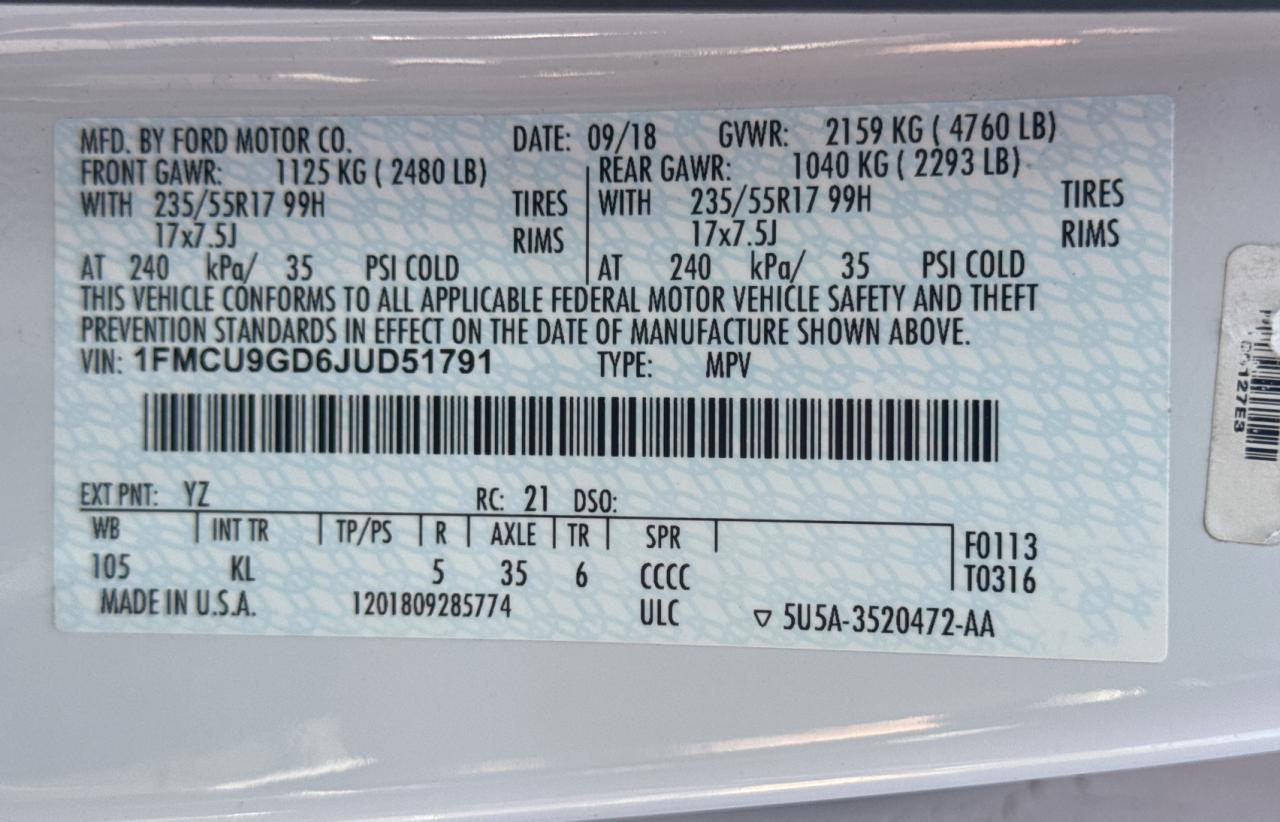 MFD. BY FORD MOTOR CO. DATE: 09/18 GVWR: 2159 KG ( 4760 LB)
FRONT GAWR: 1125 KG ( 2480 LB) REAR GAWR: 1040 KG ( 2293 LB)
WITH 235/55R17 99H TIRES WITH 235/55R17 99H TIRES
17x7.5J RIMS 17x7.5J RIMS
AT 240 kPa/ 35 PSI COLD AT 240 kPa/ 35 PSI COLD
THIS VEHICLE CONFORMS TO ALL APPLICABLE FEDERAL MOTOR VEHICLE SAFETY AND THEFT
PREVENTION STANDARDS IN EFFECT ON THE DATE OF MANUFACTURE SHOWN ABOVE.
VIN: 1FMCU9GD6JUD51791 TYPE: MPV
EXT PNT: YZ RC: 21 DSO:
WB INT TR TP/PS R AXLE TR SPR F0113
105 KL 5 35 6 CCCC T0316
MADE IN U.S.A. 1201809285774 ULC ▽ 5U5A-3520472-AA